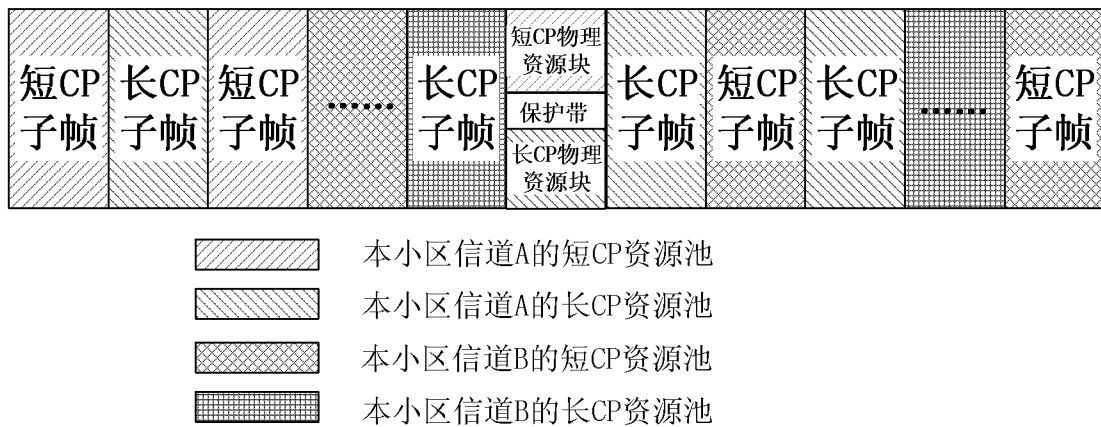 短CP
子帧
长CP
子帧
短CP
子帧
……
长CP
子帧
短CP物理
资源块
保护带
长CP物理
资源块
长CP
子帧
短CP
子帧
长CP
子帧
……
短CP
子帧
本小区信道A的短CP资源池
本小区信道A的长CP资源池
本小区信道B的短CP资源池
本小区信道B的长CP资源池